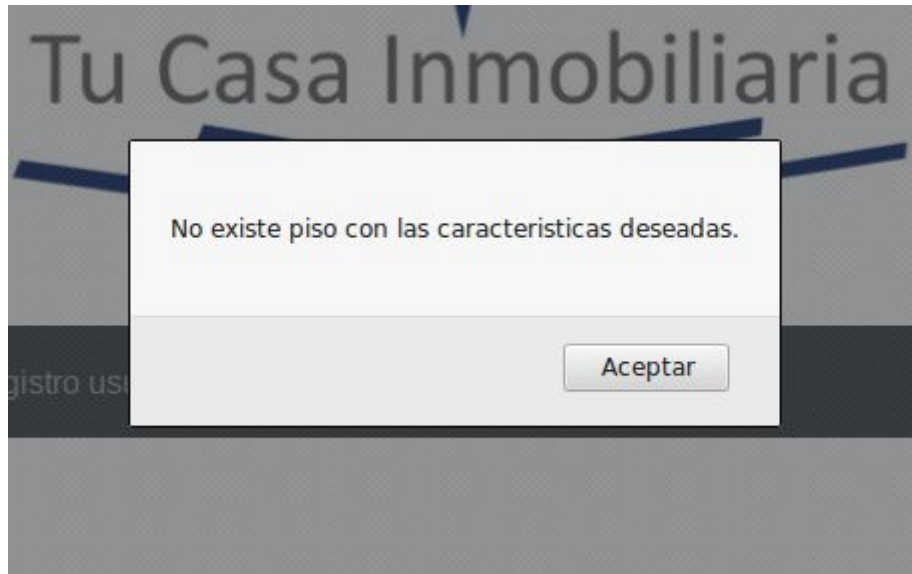 Tu Casa Inmobiliaria
No existe piso con las caracteristicas deseadas.
Aceptar